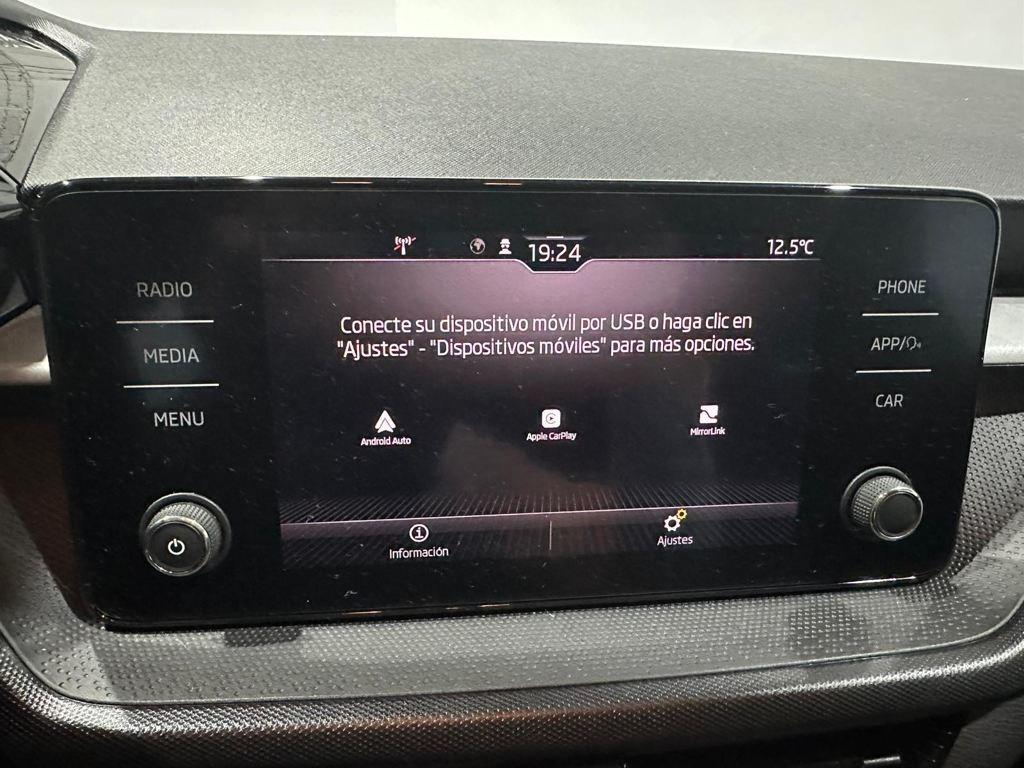 19:24
12.5°C
RADIO
MEDIA
MENU
Conecte su dispositivo móvil por USB o haga clic en
"Ajustes" - "Dispositivos móviles" para más opciones.
Android Auto
Apple CarPlay
MirrorLink
Información
Ajustes
PHONE
APP/
CAR